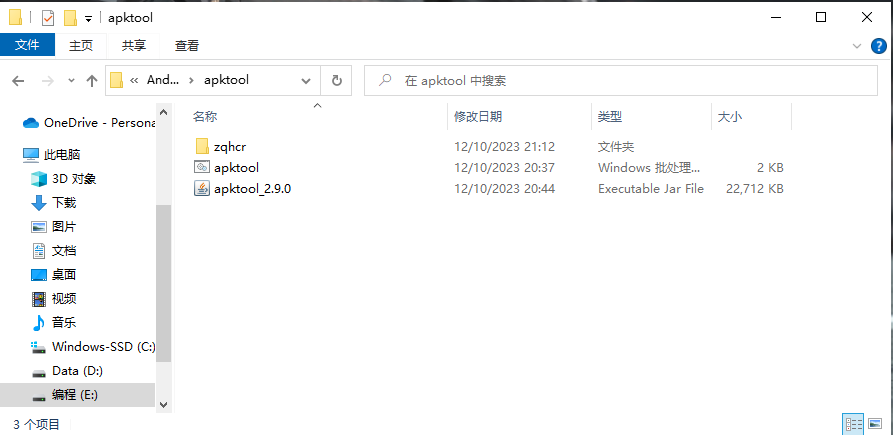 apktool
文件 主页 共享 查看
« And... › apktool 在 apktool 中搜索
名称 修改日期 类型 大小
OneDrive - Persona
此电脑
3D 对象
下载
图片
文档
桌面
视频
音乐
Windows-SSD (C:)
Data (D:)
编程 (E:)
zqhcr 12/10/2023 21:12 文件夹
apktool 12/10/2023 20:37 Windows 批处理... 2 KB
apktool_2.9.0 12/10/2023 20:44 Executable Jar File 22,712 KB
3 个项目